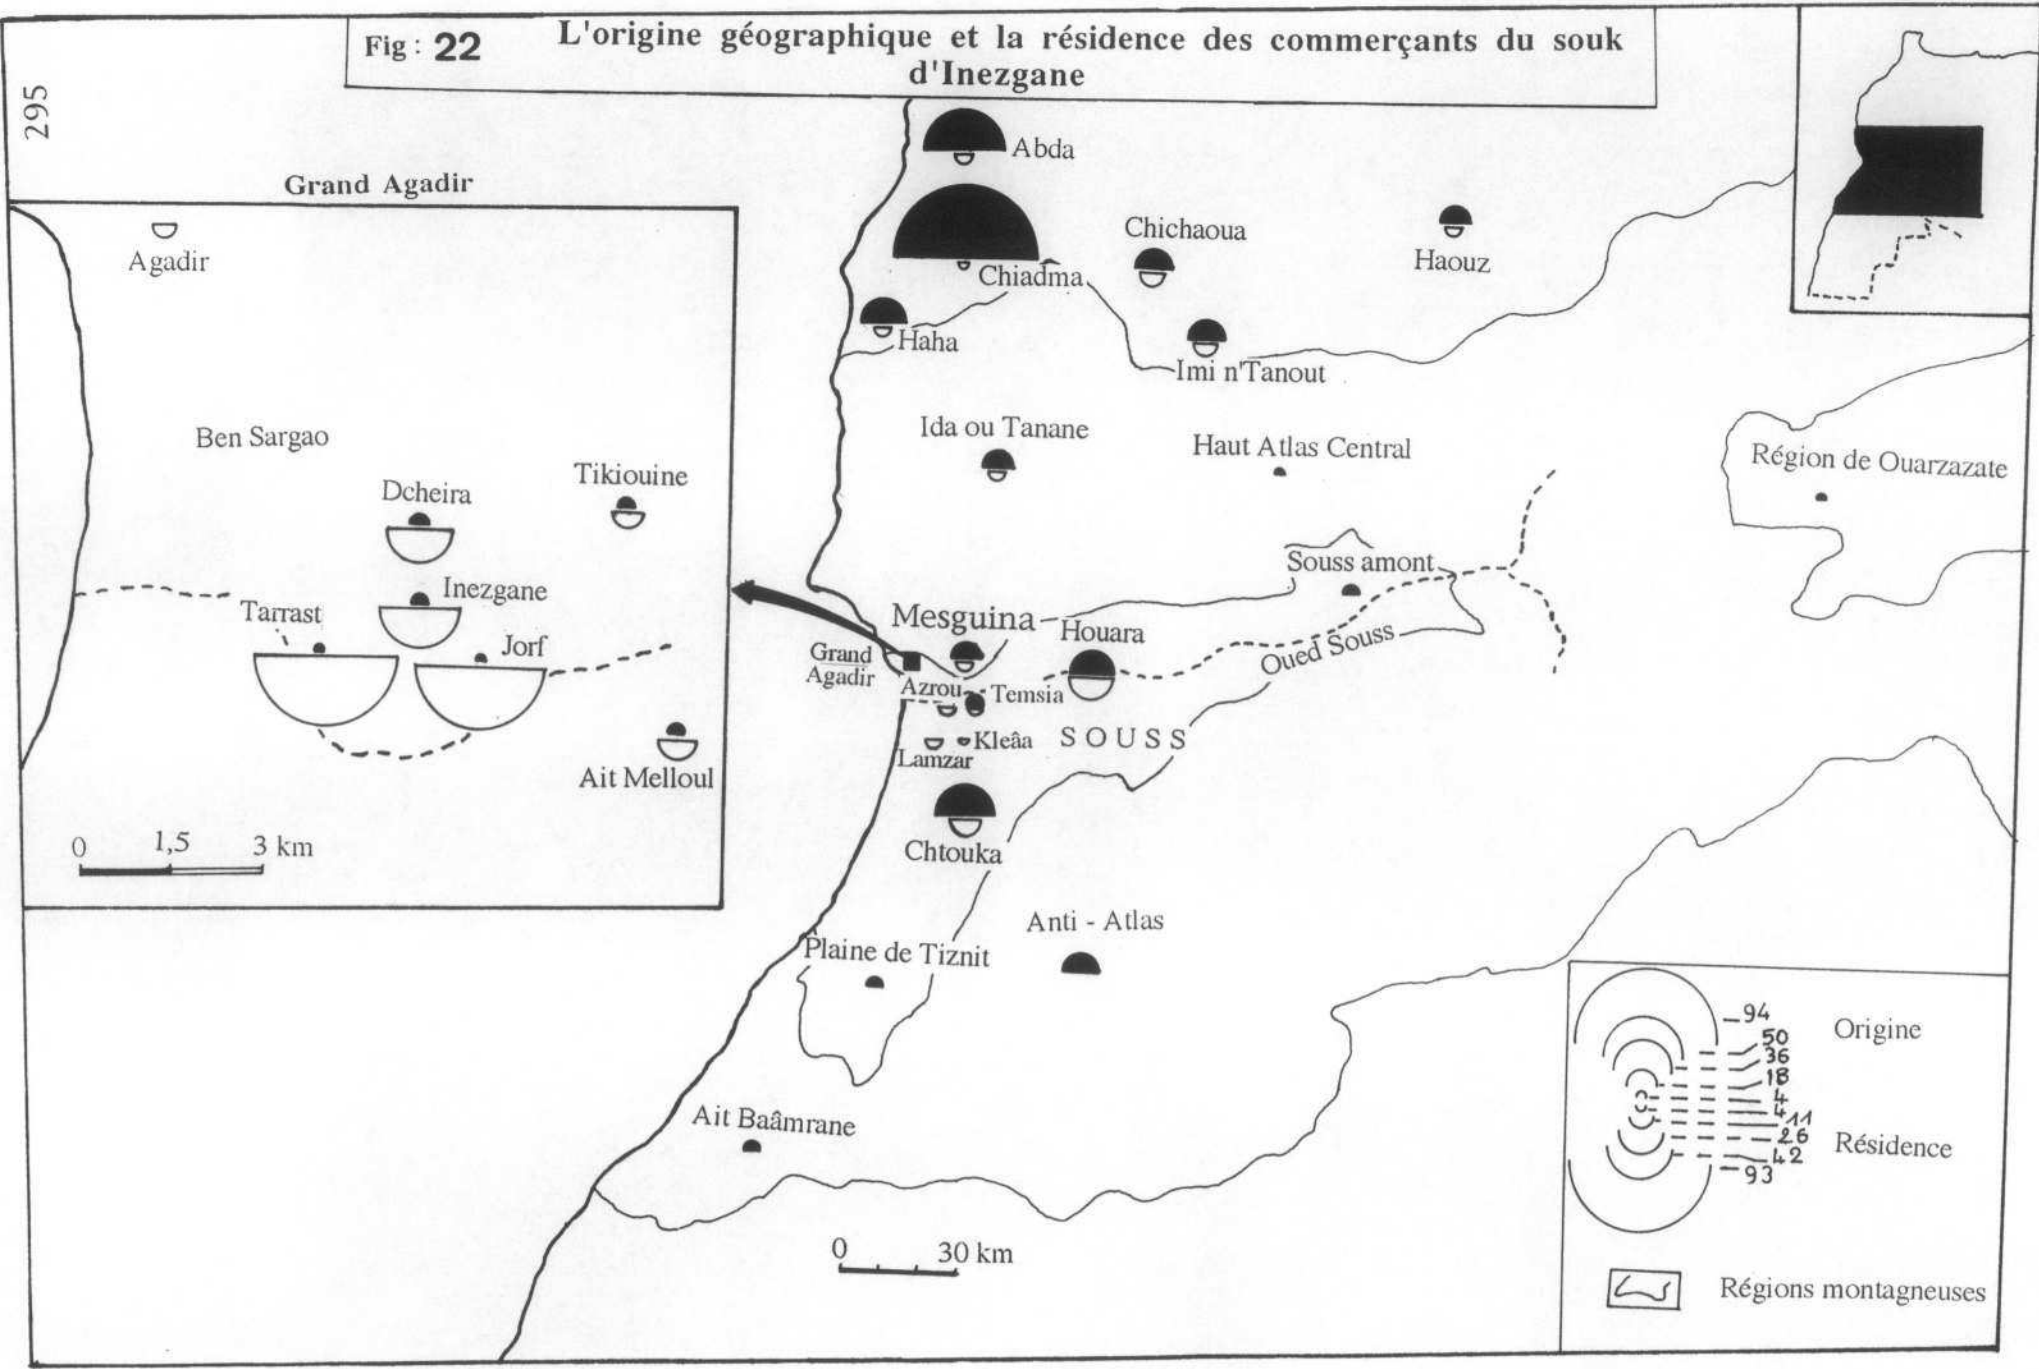 Fig : 22
L'origine géographique et la résidence des commerçants du souk
d'Inezgane
295
Grand Agadir
Agadir
Ben Sargao
Dcheira
Tikiouine
Inezgane
Tarrast
Jorf
Ait Melloul
0 1,5 3 km
Abda
Chiadma
Chichaoua
Haouz
Haha
Imi n'Tanout
Ida ou Tanane
Haut Atlas Central
Région de Ouarzazate
Souss amont
Mesguina
Houara
Oued Souss
Grand
Agadir
Azrou
Temsia
Kleâa
SOUSS
Lamzar
Chtouka
Anti - Atlas
Plaine de Tiznit
Ait Baâmrane
0 30 km
94
Origine
50
36
18
4
4
11
26
Résidence
42
93
Régions montagneuses